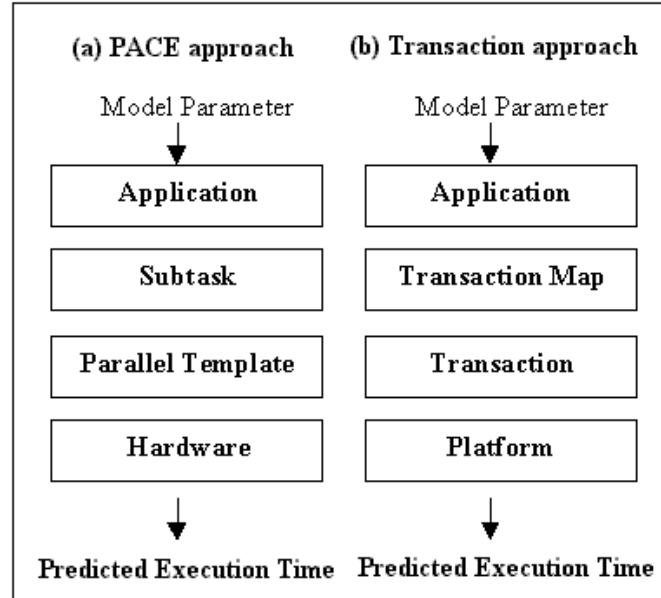 (a) PACE approach
Model Parameter
Application
Subtask
Parallel Template
Hardware
Predicted Execution Time
(b) Transaction approach
Model Parameter
Application
Transaction Map
Transaction
Platform
Predicted Execution Time